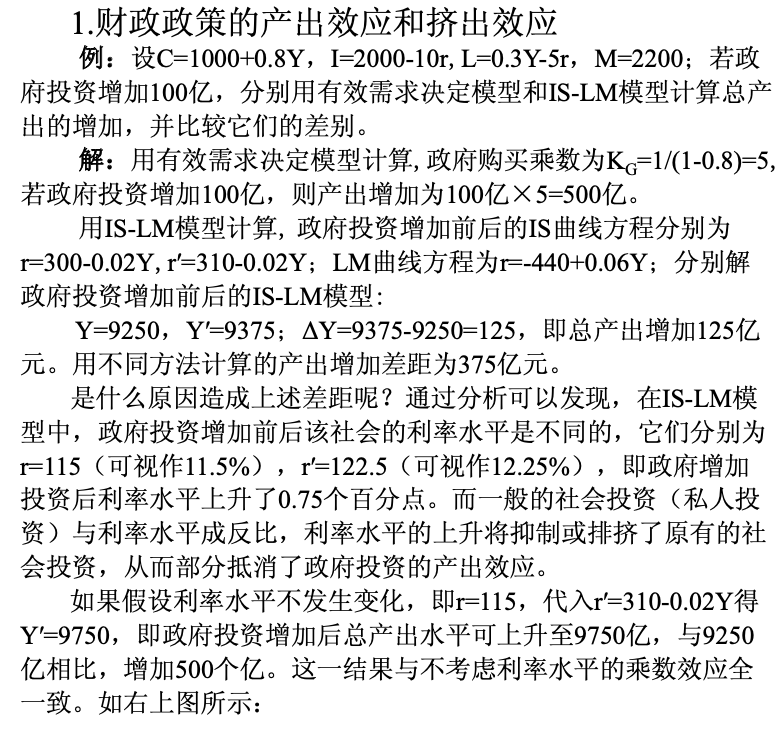 1.财政政策的产出效应和挤出效应
例：设C=1000+0.8Y，I=2000-10r, L=0.3Y-5r，M=2200；若政
府投资增加100亿，分别用有效需求决定模型和IS-LM模型计算总产
出的增加，并比较它们的差别。
解：用有效需求决定模型计算, 政府购买乘数为KG=1/(1-0.8)=5,
若政府投资增加100亿，则产出增加为100亿×5=500亿。
用IS-LM模型计算, 政府投资增加前后的IS曲线方程分别为
r=300-0.02Y, r′=310-0.02Y；LM曲线方程为r=-440+0.06Y；分别解
政府投资增加前后的IS-LM模型:
Y=9250，Y′=9375；ΔY=9375-9250=125，即总产出增加125亿
元。用不同方法计算的产出增加差距为375亿元。
是什么原因造成上述差距呢？通过分析可以发现，在IS-LM模
型中，政府投资增加前后该社会的利率水平是不同的，它们分别为
r=115（可视作11.5%），r′=122.5（可视作12.25%），即政府增加
投资后利率水平上升了0.75个百分点。而一般的社会投资（私人投
资）与利率水平成反比，利率水平的上升将抑制或排挤了原有的社
会投资，从而部分抵消了政府投资的产出效应。
如果假设利率水平不发生变化，即r=115，代入r′=310-0.02Y得
Y′=9750，即政府投资增加后总产出水平可上升至9750亿，与9250
亿相比，增加500个亿。这一结果与不考虑利率水平的乘数效应全
一致。如右上图所示：